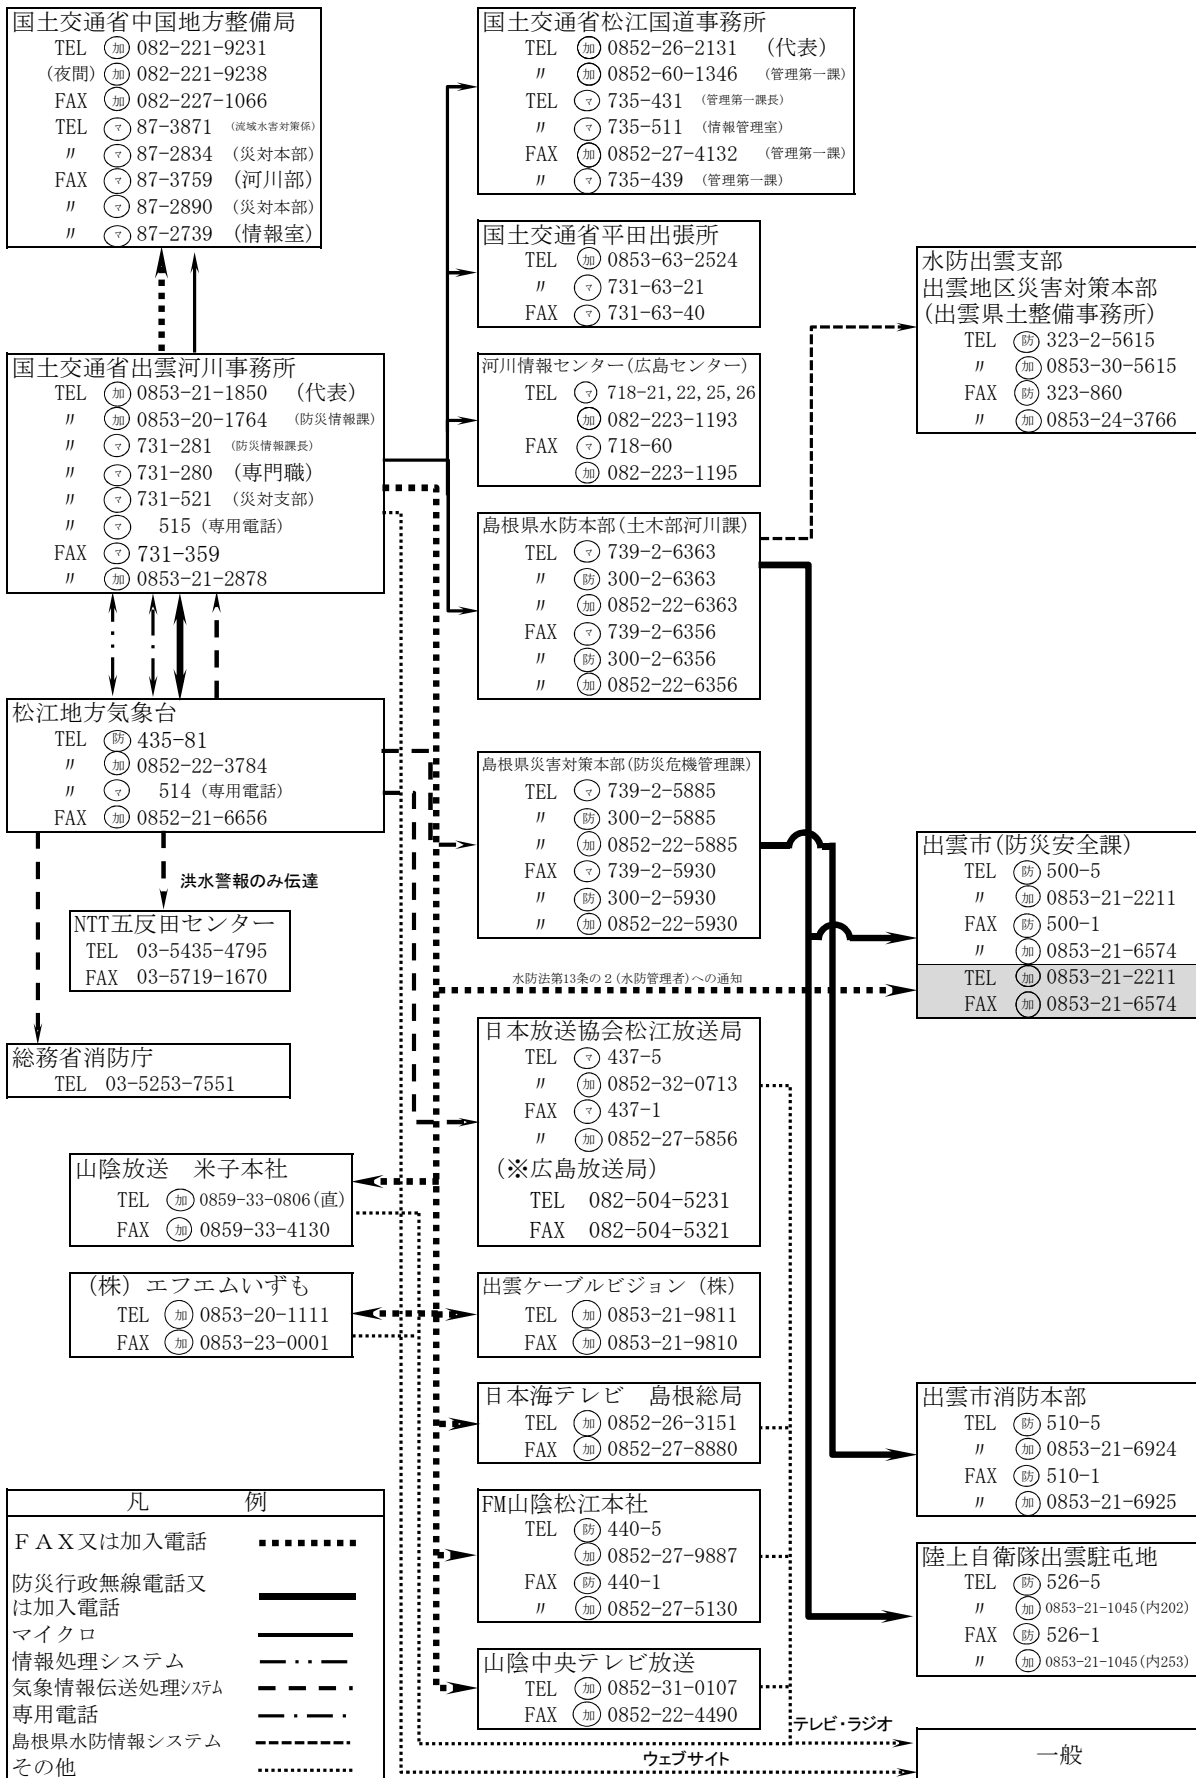 国土交通省中国地方整備局
TEL 加 082-221-9231
(夜間) 加 082-221-9238
FAX 加 082-227-1066
TEL マ 87-3871 (流域水害対策係)
〃 マ 87-2834 (災対本部)
FAX マ 87-3759 (河川部)
〃 マ 87-2890 (災対本部)
〃 マ 87-2739 (情報室)
国土交通省出雲河川事務所
TEL 加 0853-21-1850 (代表)
〃 加 0853-20-1764 (防災情報課)
〃 マ 731-281 (防災情報課長)
〃 マ 731-280 (専門職)
〃 マ 731-521 (災対支部)
〃 マ 515 (専用電話)
FAX マ 731-359
〃 加 0853-21-2878
松江地方気象台
TEL 防 435-81
〃 加 0852-22-3784
〃 マ 514 (専用電話)
FAX 加 0852-21-6656
洪水警報のみ伝達
NTT五反田センター
TEL 03-5435-4795
FAX 03-5719-1670
総務省消防庁
TEL 03-5253-7551
山陰放送 米子本社
TEL 加 0859-33-0806(直)
FAX 加 0859-33-4130
(株) エフエムいずも
TEL 加 0853-20-1111
FAX 加 0853-23-0001
凡 例
FAX又は加入電話
防災行政無線電話又
は加入電話
マイクロ
情報処理システム
気象情報伝送処理システム
専用電話
島根県水防情報システム
その他
国土交通省松江国道事務所
TEL 加 0852-26-2131 (代表)
〃 加 0852-60-1346 (管理第一課)
TEL マ 735-431 (管理第一課長)
〃 マ 735-511 (情報管理室)
FAX 加 0852-27-4132 (管理第一課)
〃 マ 735-439 (管理第一課)
国土交通省平田出張所
TEL 加 0853-63-2524
〃 マ 731-63-21
FAX マ 731-63-40
河川情報センター(広島センター)
TEL マ 718-21,22,25,26
加 082-223-1193
FAX マ 718-60
加 082-223-1195
島根県水防本部(土木部河川課)
TEL マ 739-2-6363
〃 防 300-2-6363
〃 加 0852-22-6363
FAX マ 739-2-6356
〃 防 300-2-6356
〃 加 0852-22-6356
島根県災害対策本部(防災危機管理課)
TEL マ 739-2-5885
〃 防 300-2-5885
〃 加 0852-22-5885
FAX マ 739-2-5930
〃 防 300-2-5930
〃 加 0852-22-5930
水防法第13条の2(水防管理者)への通知
日本放送協会松江放送局
TEL マ 437-5
〃 加 0852-32-0713
FAX マ 437-1
〃 加 0852-27-5856
(※広島放送局)
TEL 082-504-5231
FAX 082-504-5321
出雲ケーブルビジョン (株)
TEL 加 0853-21-9811
FAX 加 0853-21-9810
日本海テレビ 島根総局
TEL 加 0852-26-3151
FAX 加 0852-27-8880
FM山陰松江本社
TEL 防 440-5
加 0852-27-9887
FAX 防 440-1
〃 加 0852-27-5130
山陰中央テレビ放送
TEL 加 0852-31-0107
FAX 加 0852-22-4490
テレビ・ラジオ
ウェブサイト
水防出雲支部
出雲地区災害対策本部
(出雲県土整備事務所)
TEL 防 323-2-5615
〃 加 0853-30-5615
FAX 防 323-860
〃 加 0853-24-3766
出雲市(防災安全課)
TEL 防 500-5
〃 加 0853-21-2211
FAX 防 500-1
〃 加 0853-21-6574
TEL 加 0853-21-2211
FAX 加 0853-21-6574
出雲市消防本部
TEL 防 510-5
〃 加 0853-21-6924
FAX 防 510-1
〃 加 0853-21-6925
陸上自衛隊出雲駐屯地
TEL 防 526-5
〃 加 0853-21-1045(内202)
FAX 防 526-1
〃 加 0853-21-1045(内253)
一般